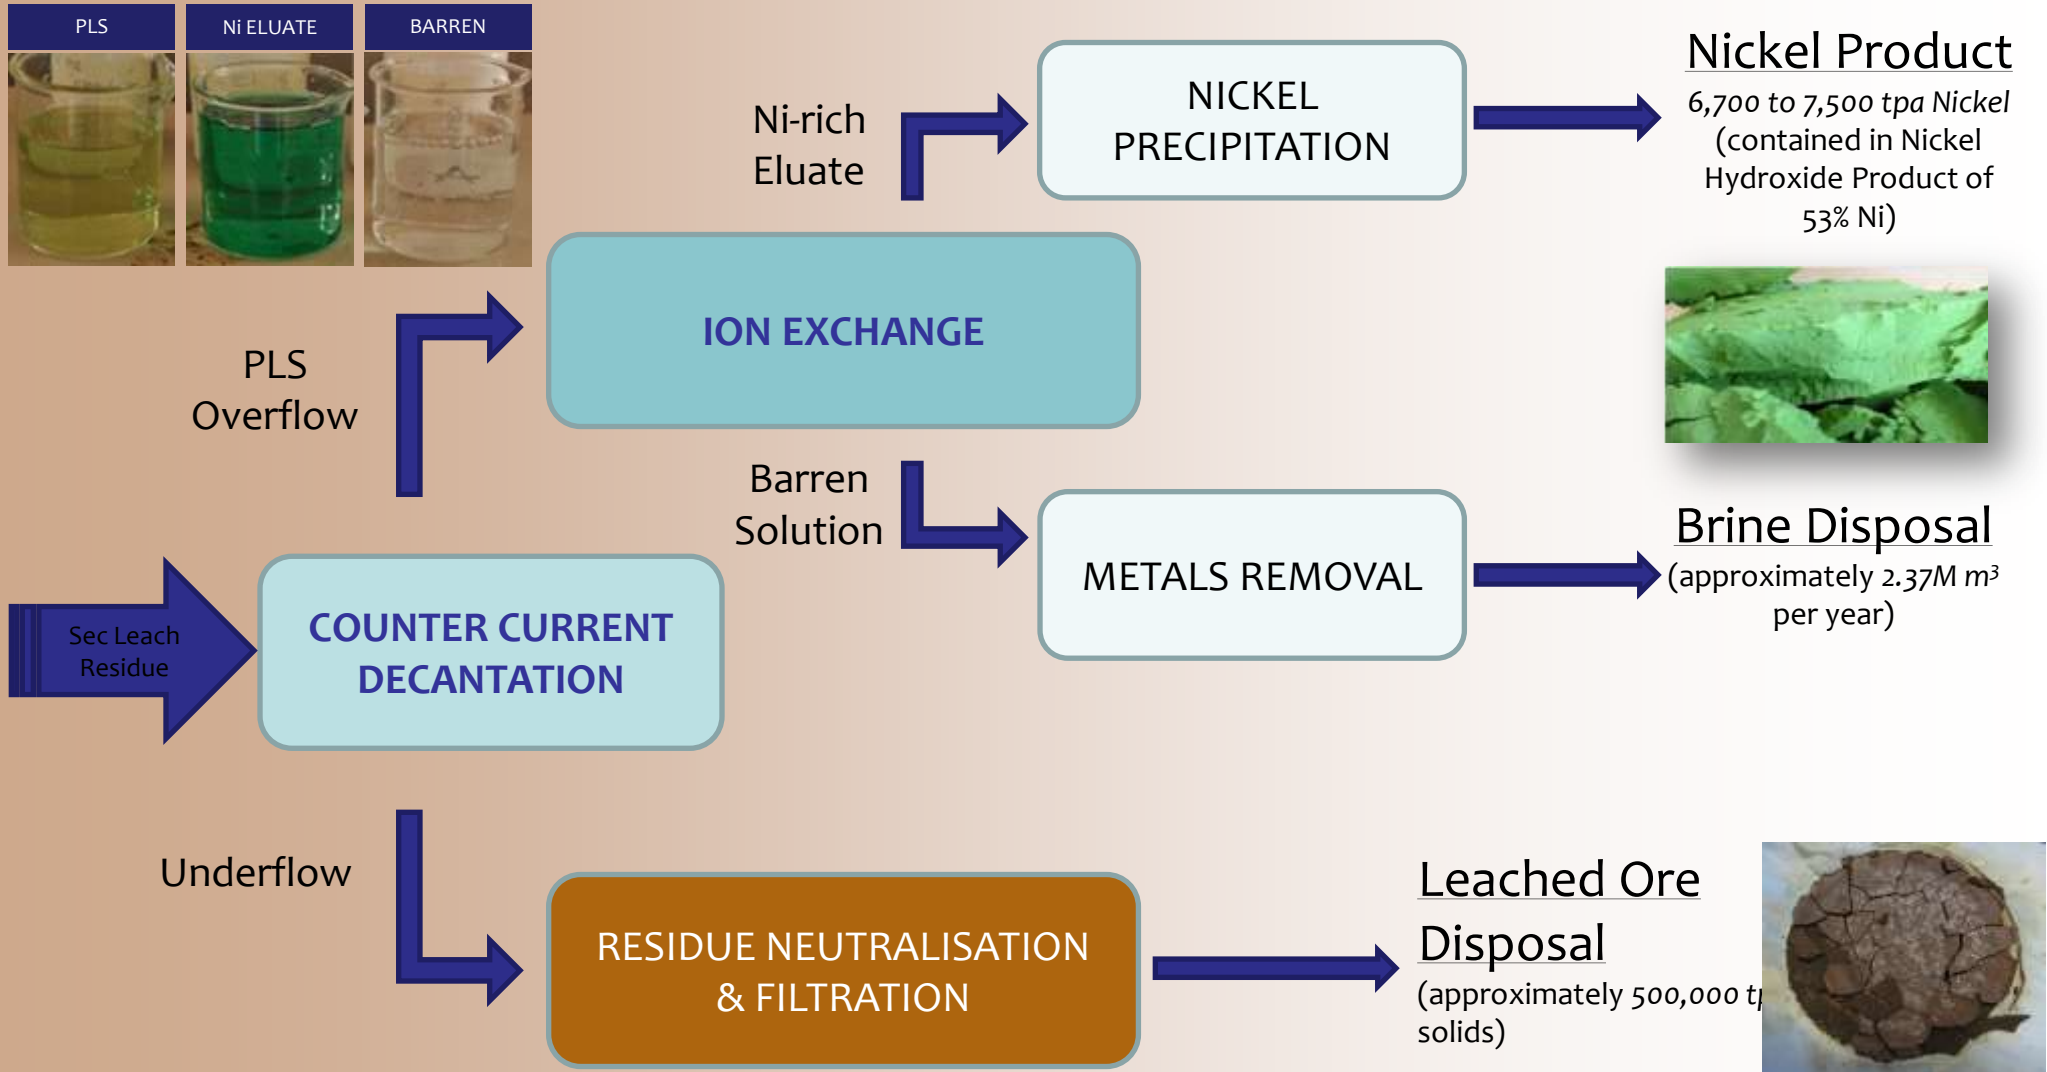 PLS
Ni ELUATE
BARREN
Ni-rich
Eluate
NICKEL
PRECIPITATION
Nickel Product
6,700 to 7,500 tpa Nickel
(contained in Nickel
Hydroxide Product of
53% Ni)
ION EXCHANGE
PLS
Overflow
Barren
Solution
METALS REMOVAL
Brine Disposal
(approximately 2.37M m³
per year)
Sec Leach
Residue
COUNTER CURRENT
DECANTATION
Underflow
RESIDUE NEUTRALISATION
& FILTRATION
Leached Ore
Disposal
(approximately 500,000
solids)